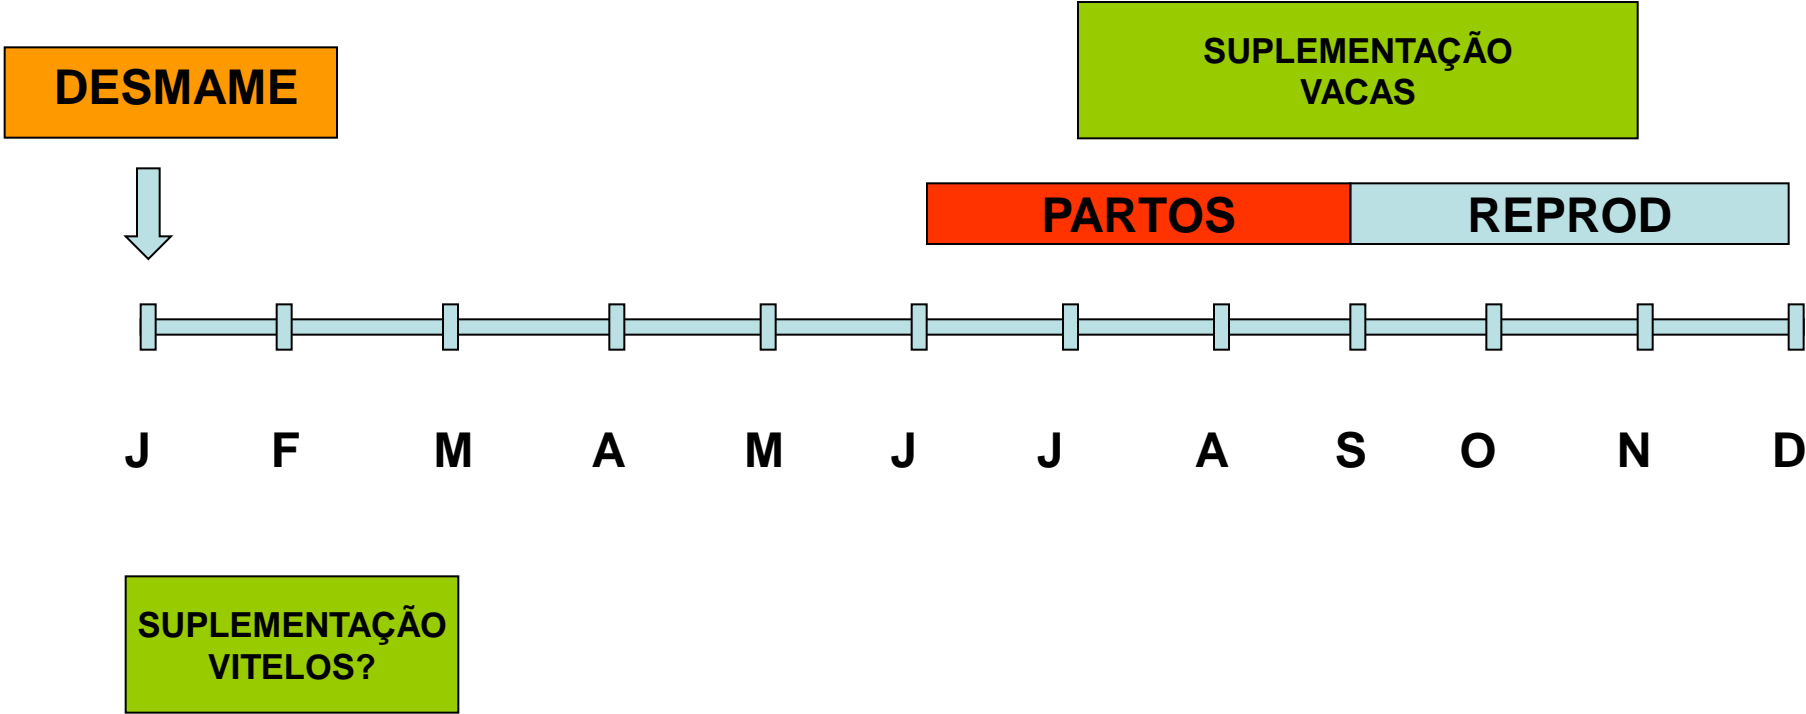 SUPLEMENTAÇÃO
VACAS
DESMAME
PARTOS REPROD
J F M A M J J A S O N D
SUPLEMENTAÇÃO
VITELOS?